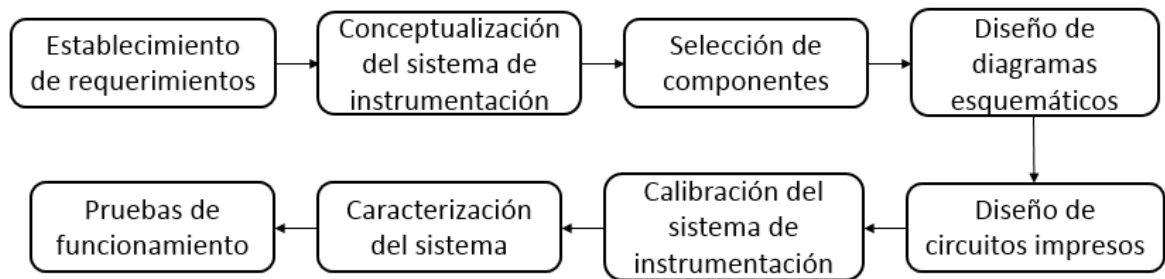 Establecimiento
de requerimientos
Conceptualización
del sistema de
instrumentación
Selección de
componentes
Diseño de
diagramas
esquemáticos
Diseño de
circuitos impresos
Calibración del
sistema de
instrumentación
Caracterización
del sistema
Pruebas de
funcionamiento